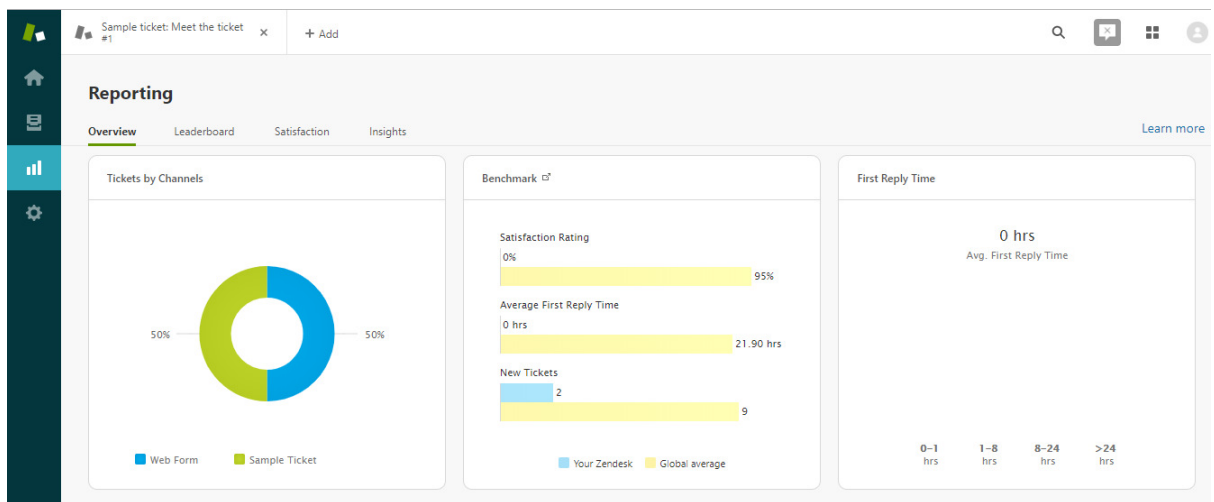 Sample ticket: Meet the ticket
#1
×
+ Add
Reporting
Overview
Leaderboard
Satisfaction
Insights
Learn more
Tickets by Channels
50%
50%
Web Form
Sample Ticket
Benchmark
Satisfaction Rating
0%
95%
Average First Reply Time
0 hrs
21.90 hrs
New Tickets
2
9
Your Zendesk
Global average
First Reply Time
0 hrs
Avg. First Reply Time
0–1
hrs
1–8
hrs
8–24
hrs
>24
hrs